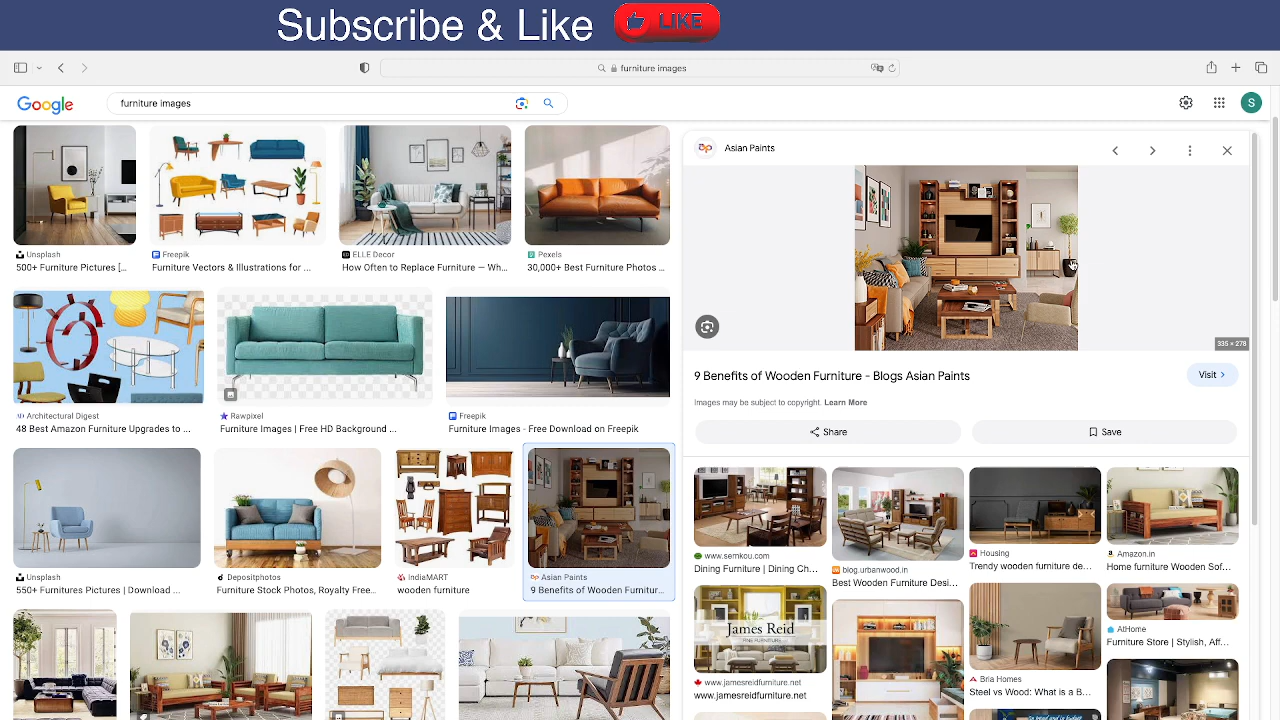 Subscribe & Like LIKE
furniture images
Google furniture images S
Asian Paints
Unsplash
500+ Furniture Pictures [...
Freepik
Furniture Vectors & Illustrations for ...
ELLE Decor
How Often to Replace Furniture — Wh...
Pexels
30,000+ Best Furniture Photos ...
335 × 278
9 Benefits of Wooden Furniture - Blogs Asian Paints
Visit
Images may be subject to copyright. Learn More
Share
Save
Architectural Digest
48 Best Amazon Furniture Upgrades to ...
Rawpixel
Furniture Images | Free HD Background ...
Freepik
Furniture Images - Free Download on Freepik
Unsplash
550+ Furnitures Pictures | Download ...
Depositphotos
Furniture Stock Photos, Royalty Free...
IndiaMART
wooden furniture
Asian Paints
9 Benefits of Wooden Furnitur...
www.semkou.com
Dining Furniture | Dining Ch...
blog.urbanwood.in
Best Wooden Furniture Desi...
Housing
Trendy wooden furniture de...
Amazon.in
Home furniture Wooden Sof...
James Reid
FINE FURNITURE
www.jamesreidfurniture.net
www.jamesreidfurniture.net
Bria Homes
Steel vs Wood: What is a B...
AtHome
Furniture Store | Stylish, Aff...